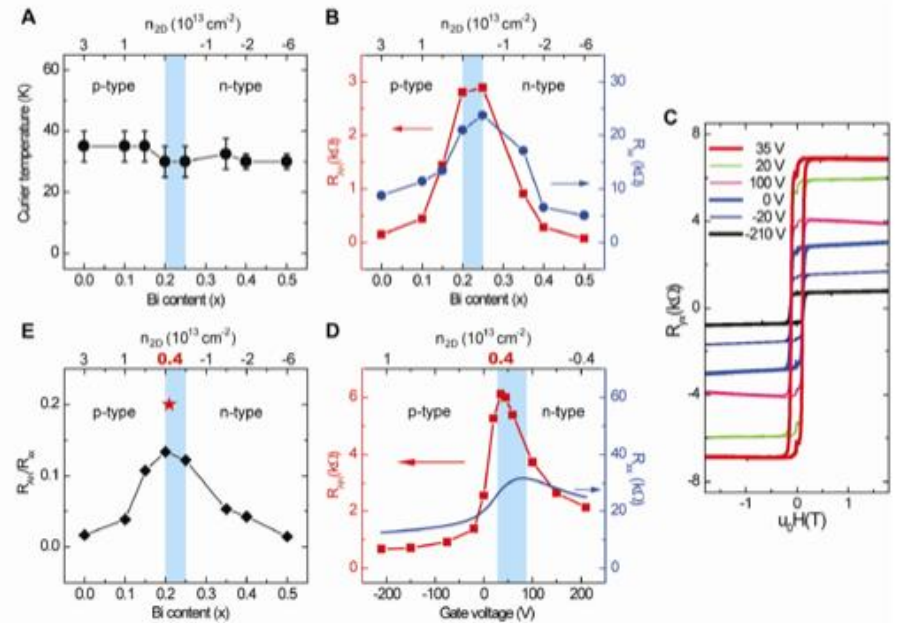 A
n2D (10^13 cm^-2)
3 1 -1 -2 -6
60
p-type n-type
30
0
Curier temperature (K)
0.0 0.1 0.2 0.3 0.4 0.5
Bi content (x)
B
n2D (10^13 cm^-2)
3 1 -1 -2 -6
3 30
p-type n-type
2 20
1 10
0 0
RAH(kΩ)
Rxx(kΩ)
0.0 0.1 0.2 0.3 0.4 0.5
Bi content (x)
C
8
35 V
20 V
100 V
0 V
-20 V
-210 V
4
0
-4
-8
Ryx(kΩ)
-1 0 1
u0H(T)
E
n2D (10^13 cm^-2)
3 1 0.4 -1 -2 -6
0.2
p-type n-type
0.1
0.0
RAH/Rxx
0.0 0.1 0.2 0.3 0.4 0.5
Bi content (x)
D
n2D (10^13 cm^-2)
1 0.4 -0.4
6 60
p-type n-type
4 40
2 20
0 0
RAH(kΩ)
Rxx(kΩ)
-200 -100 0 100 200
Gate voltage (V)